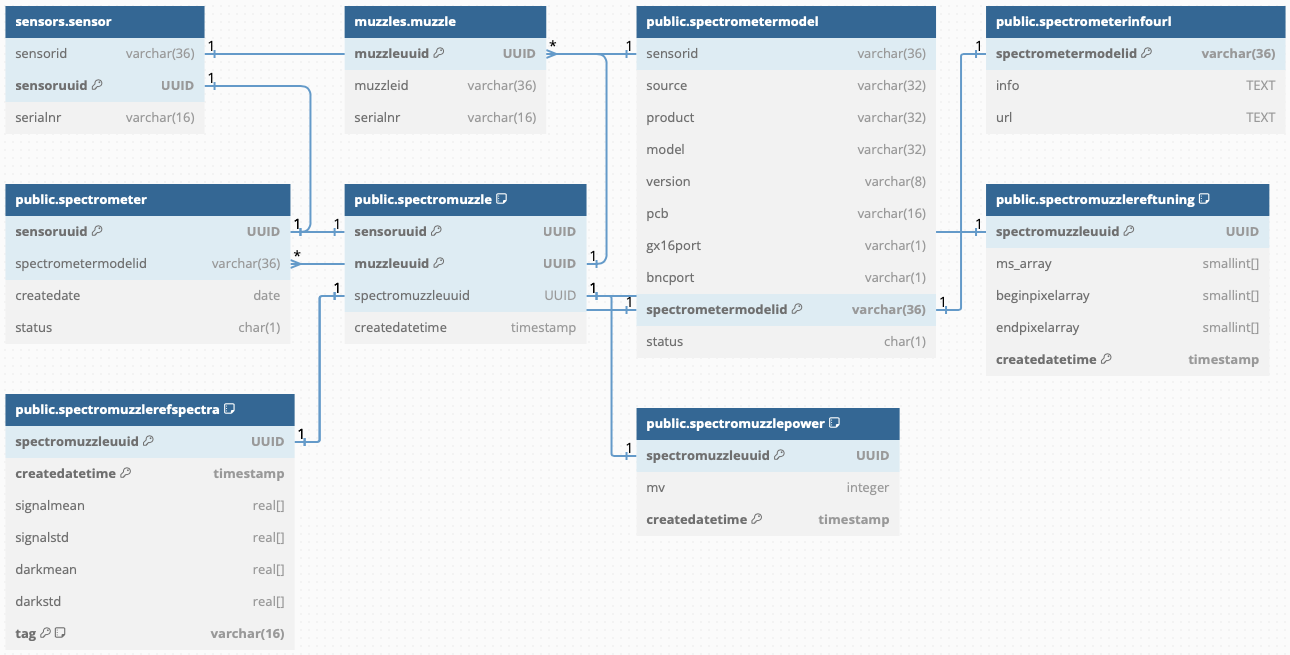 sensors.sensor
sensorid varchar(36)
sensoruuid UUID
serialnr varchar(16)
1
1
muzzles.muzzle
muzzleuuid UUID
muzzleid varchar(36)
serialnr varchar(16)
*
1
public.spectrometermodel
sensorid varchar(36)
source varchar(32)
product varchar(32)
model varchar(32)
version varchar(8)
pcb varchar(16)
gx16port varchar(1)
bncport varchar(1)
spectrometermodelid varchar(36)
status char(1)
1
1
public.spectrometerinfourl
spectrometermodelid varchar(36)
info TEXT
url TEXT
1
public.spectrometer
sensoruuid UUID
spectrometermodelid varchar(36)
createdate date
status char(1)
1
*
public.spectromuzzle
sensoruuid UUID
muzzleuuid UUID
spectromuzzleuuid UUID
createdatetime timestamp
1
1
1
1
public.spectromuzzlereftuning
spectromuzzleuuid UUID
ms_array smallint[]
beginpixelarray smallint[]
endpixelarray smallint[]
createdatetime timestamp
1
public.spectromuzzlerefspectra
spectromuzzleuuid UUID
createdatetime timestamp
signalmean real[]
signalstd real[]
darkmean real[]
darkstd real[]
tag varchar(16)
1
public.spectromuzzlepower
spectromuzzleuuid UUID
mv integer
createdatetime timestamp
1